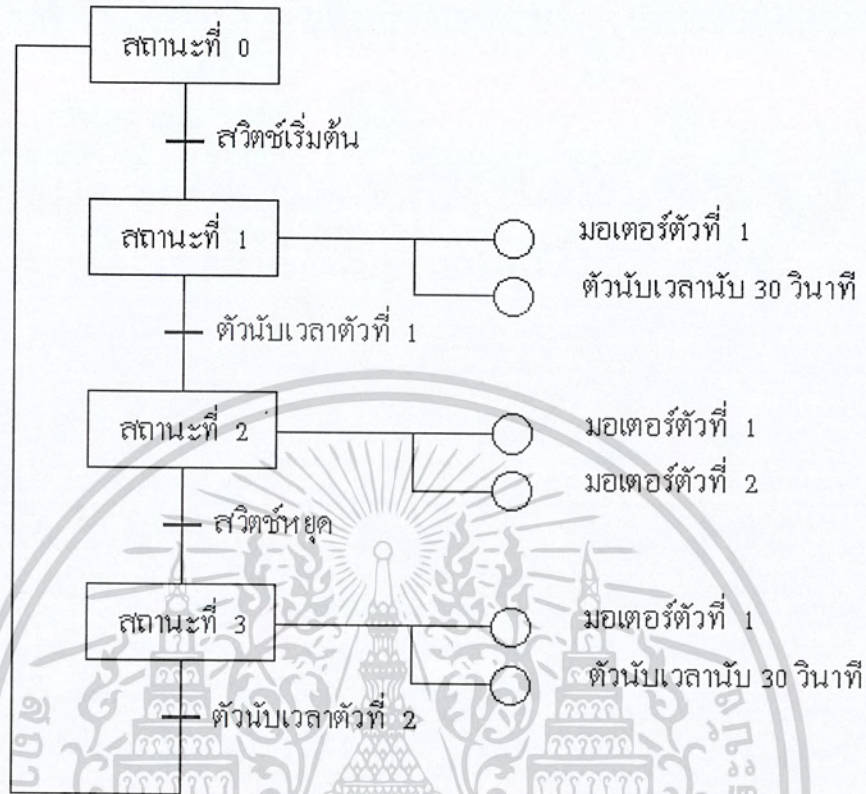 สถานะที่ 0
สวิตช์เริ่มต้น
สถานะที่ 1
มอเตอร์ตัวที่ 1
ตัวนับเวลานับ 30 วินาที
ตัวนับเวลาตัวที่ 1
สถานะที่ 2
มอเตอร์ตัวที่ 1
มอเตอร์ตัวที่ 2
สวิตช์หยุด
สถานะที่ 3
มอเตอร์ตัวที่ 1
ตัวนับเวลานับ 30 วินาที
ตัวนับเวลาตัวที่ 2